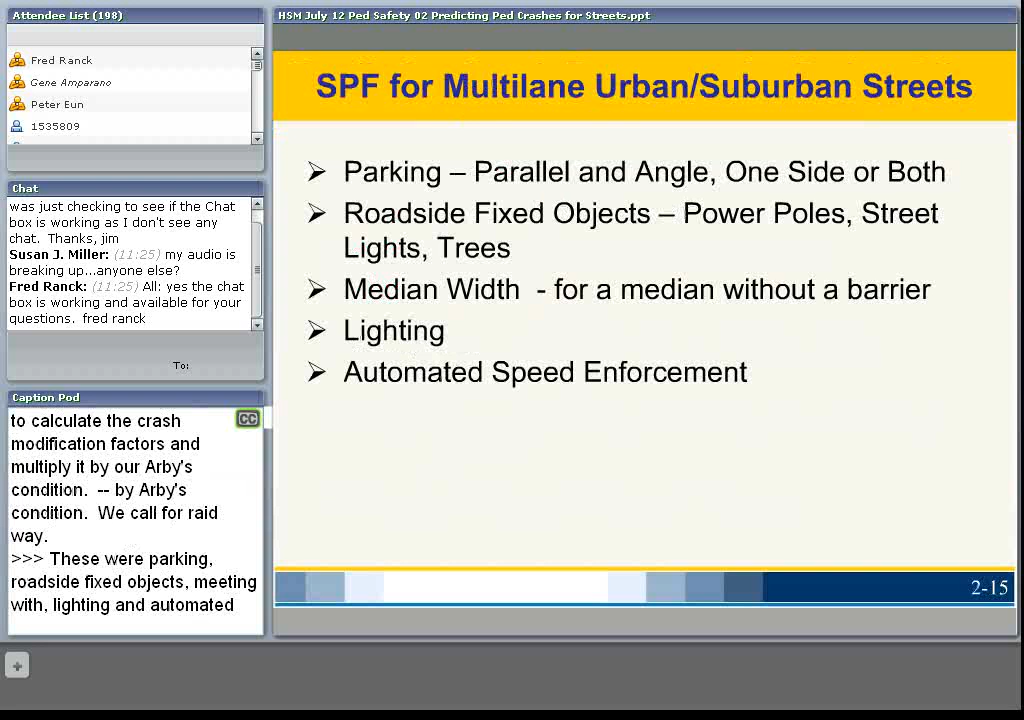 Attendee List (198)
Fred Ranck
Gene Amparano
Peter Eun
1535809
Chat
was just checking to see if the Chat
box is working as I don't see any
chat. Thanks, jim
Susan J. Miller: (11:25) my audio is
breaking up...anyone else?
Fred Ranck: (11:25) All: yes the chat
box is working and available for your
questions. fred ranck
To:
Caption Pod
CC
to calculate the crash
modification factors and
multiply it by our Arby's
condition. -- by Arby's
condition. We call for raid
way.
>>> These were parking,
roadside fixed objects, meeting
with, lighting and automated
HSM July 12 Ped Safety 02 Predicting Ped Crashes for Streets.ppt
SPF for Multilane Urban/Suburban Streets
Parking – Parallel and Angle, One Side or Both
Roadside Fixed Objects – Power Poles, Street
Lights, Trees
Median Width - for a median without a barrier
Lighting
Automated Speed Enforcement
2-15